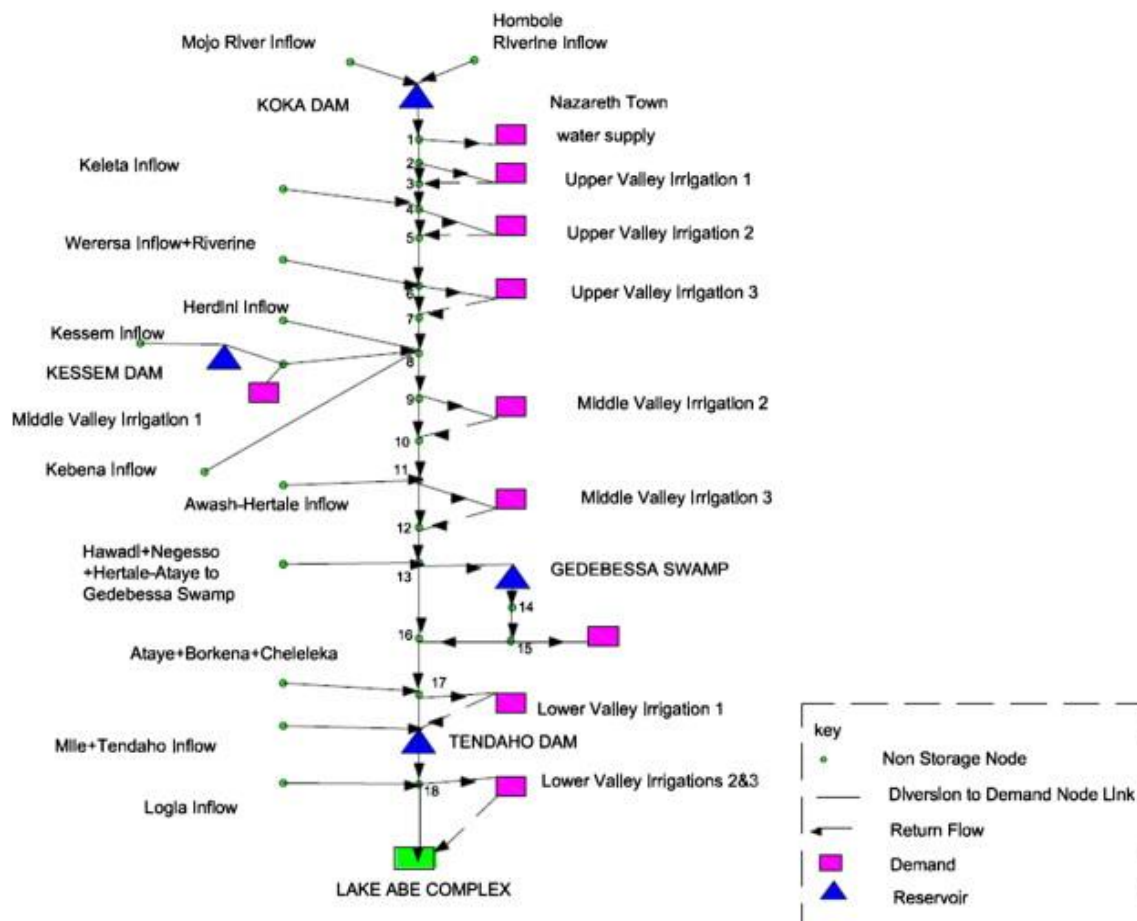 Hombole
Riverine Inflow
Mojo River Inflow
KOKA DAM
Nazareth Town
water supply
1
2
3
Keleta Inflow
Upper Valley Irrigation 1
4
5
Upper Valley Irrigation 2
Werersa Inflow+Riverine
6
Upper Valley Irrigation 3
Herdini Inflow
7
Kessem Inflow
8
KESSEM DAM
9
Middle Valley Irrigation 2
Middle Valley Irrigation 1
10
Kebena Inflow
11
Awash-Hertale Inflow
Middle Valley Irrigation 3
12
Hawadi+Negesso
+Hertale-Ataye to
Gedebessa Swamp
13
GEDEBESSA SWAMP
14
16
15
Ataye+Borkena+Cheleleka
17
Lower Valley Irrigation 1
Mile+Tendaho Inflow
TENDAHO DAM
Lower Valley Irrigations 2&3
18
Logia Inflow
LAKE ABE COMPLEX
key
Non Storage Node
Diversion to Demand Node Link
Return Flow
Demand
Reservoir